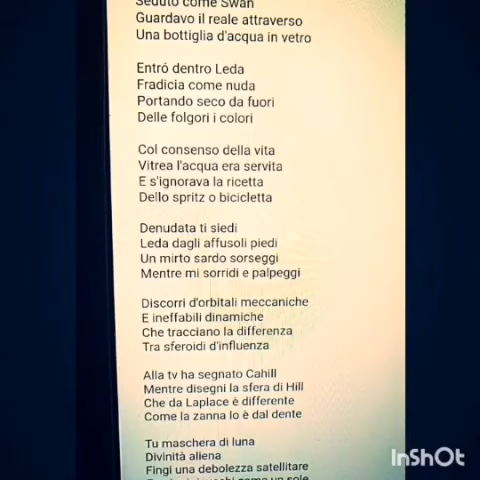 Seduto come Swan
Guardavo il reale attraverso
Una bottiglia d'acqua in vetro
Entró dentro Leda
Fradicia come nuda
Portando seco da fuori
Delle folgori i colori
Col consenso della vita
Vitrea l'acqua era servita
E s'ignorava la ricetta
Dello spritz o bicicletta
Denudata ti siedi
Leda dagli affusoli piedi
Un mirto sardo sorseggi
Mentre mi sorridi e palpeggi
Discorri d'orbitali meccaniche
E ineffabili dinamiche
Che tracciano la differenza
Tra sferoidi d'influenza
Alla tv ha segnato Cahill
Mentre disegni la sfera di Hill
Che da Laplace è differente
Come la zanna lo è dal dente
Tu maschera di luna
Divinità aliena
Fingi una debolezza satellitare
InShOt